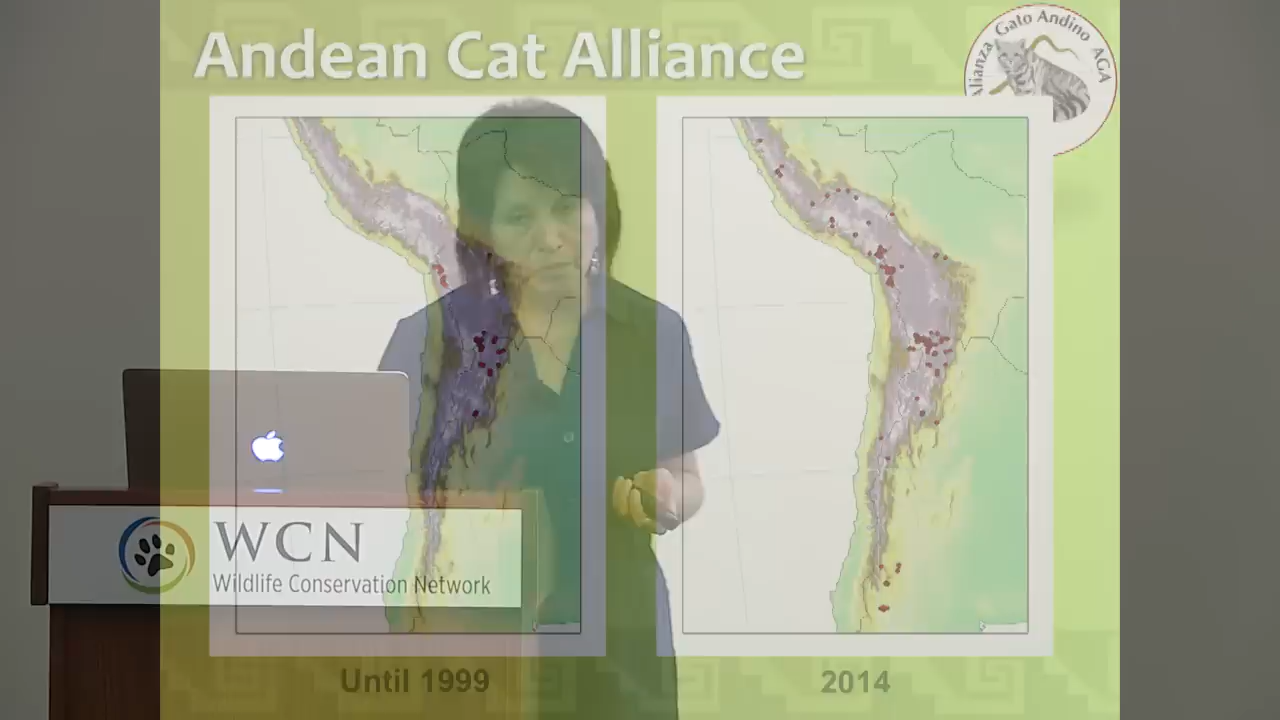 Andean Cat Alliance
Alianza Gato Andino AGA
WCN
Wildlife Conservation Network
Until 1999
2014